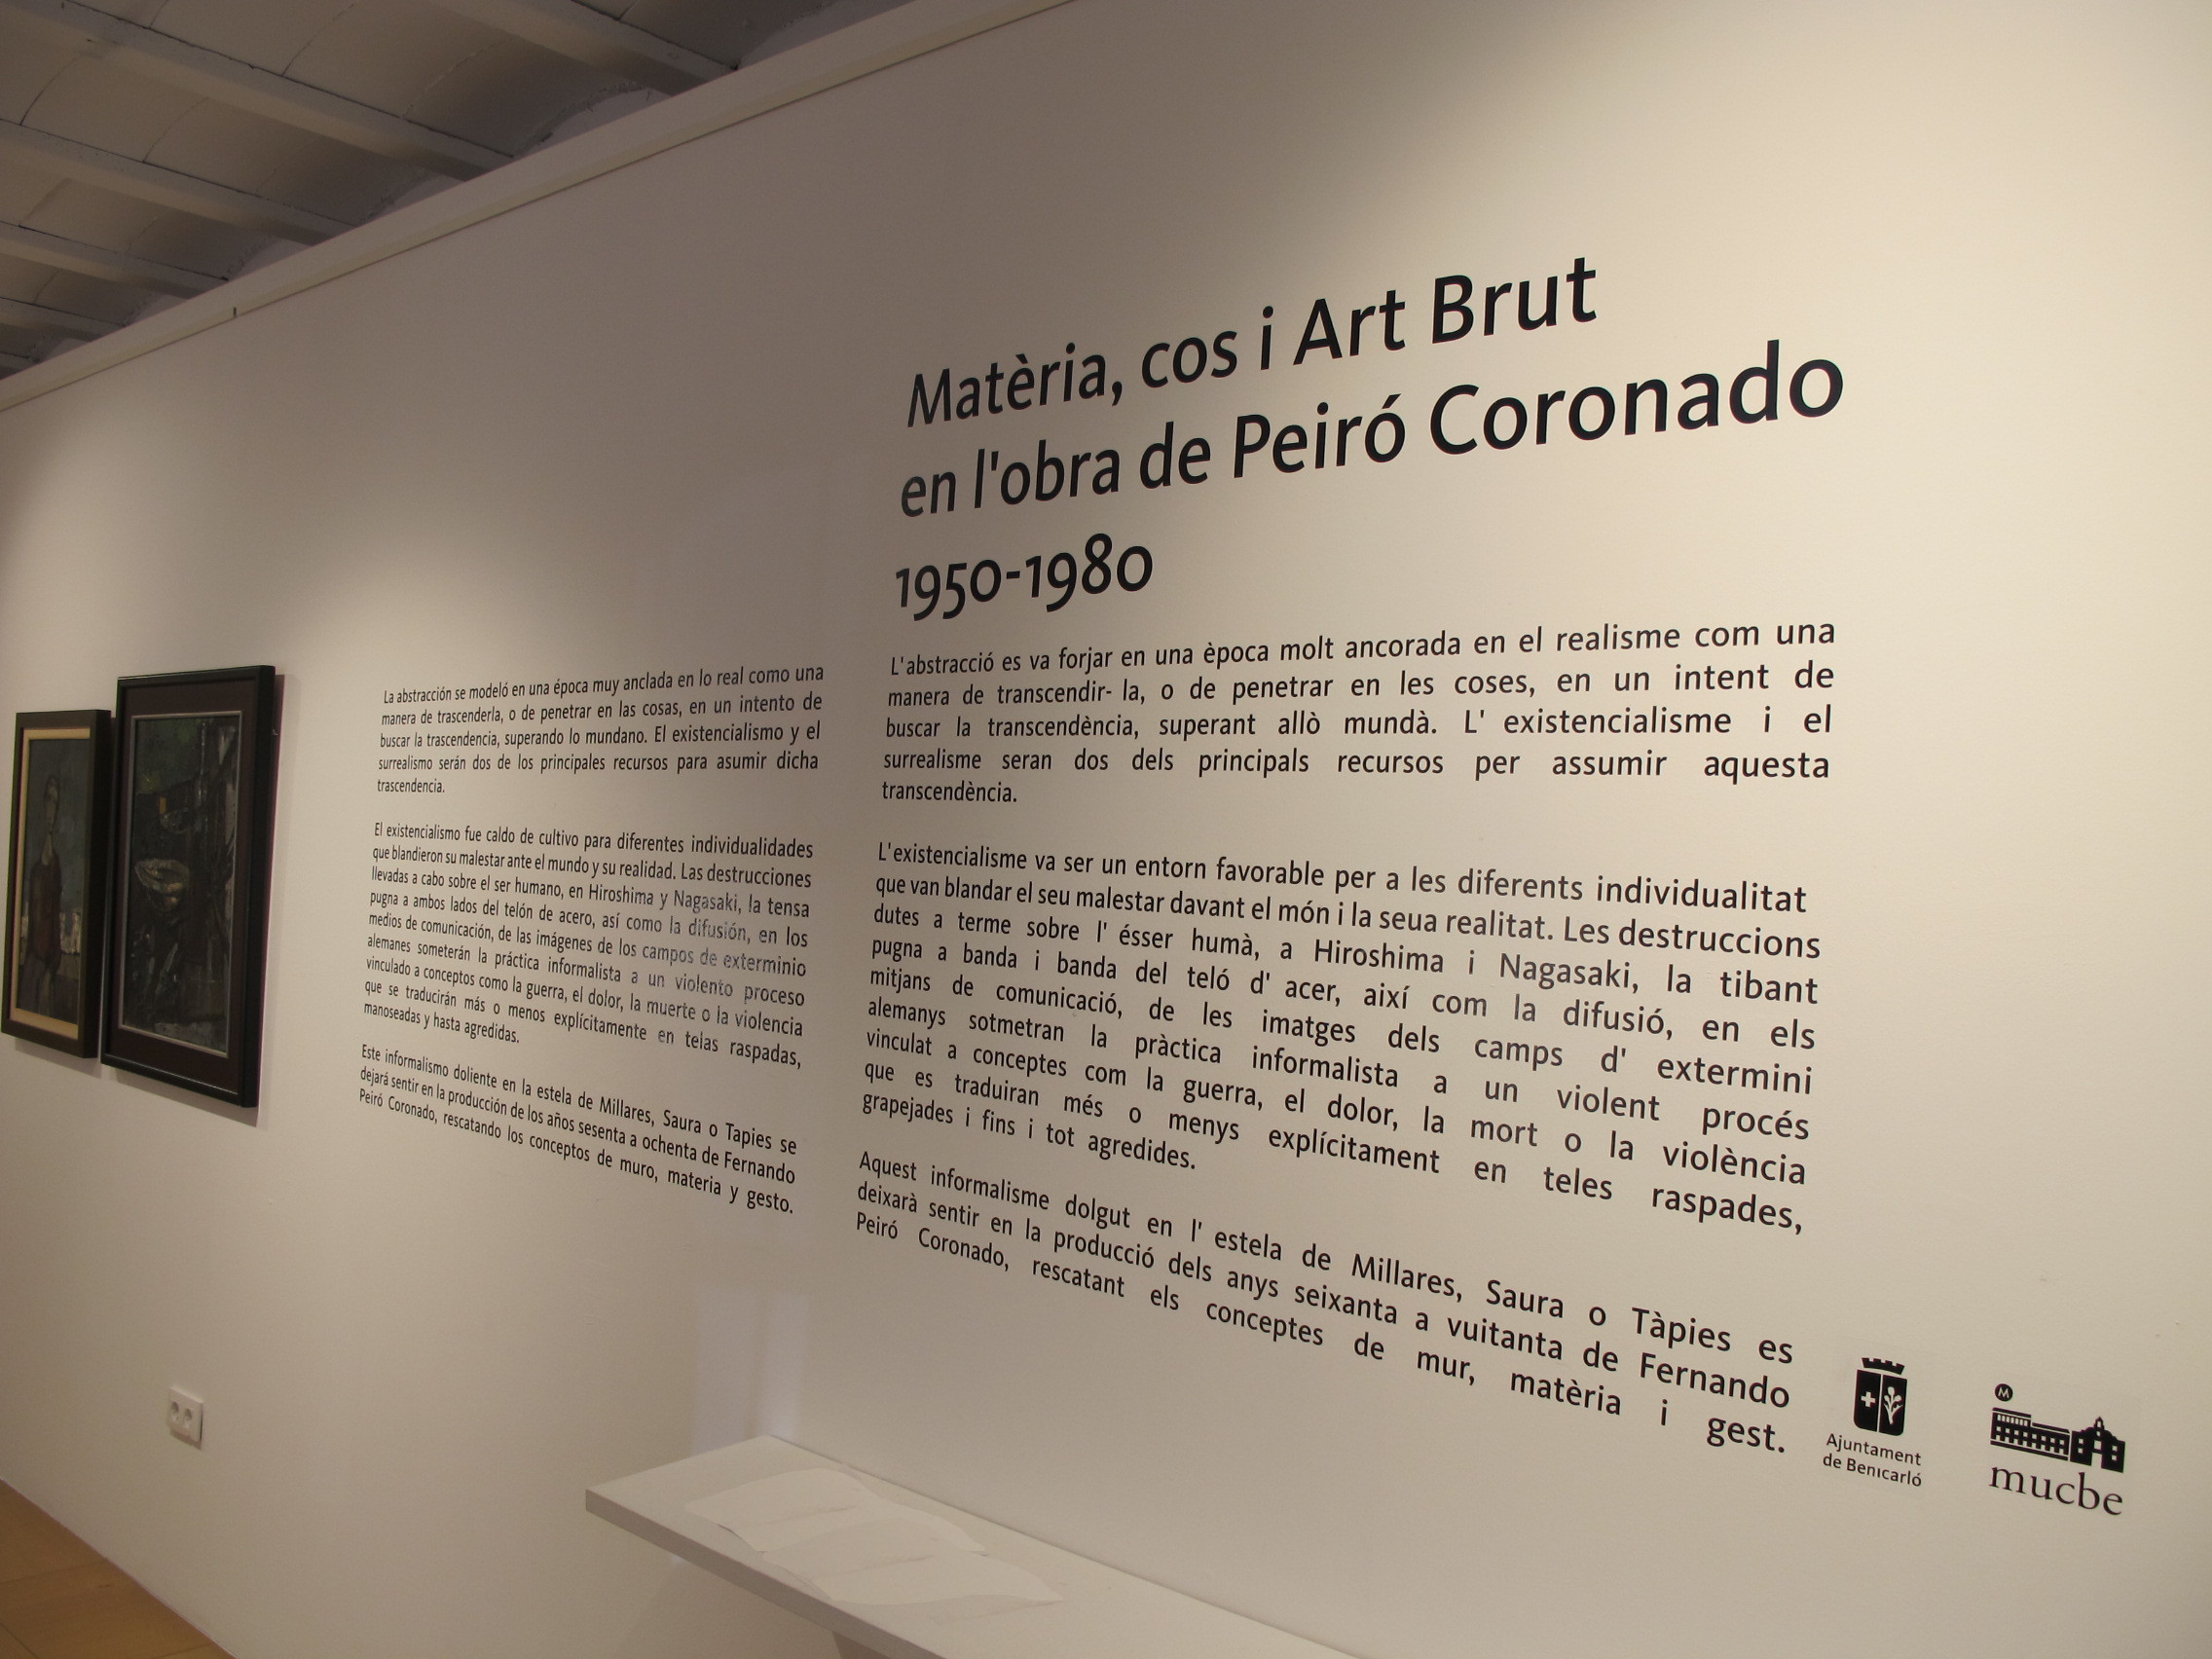 Matèria, cos i Art Brut
en l'obra de Peiró Coronado
1950-1980
La abstracción se modeló en una época muy anclada en lo real como una
manera de trascenderla, o de penetrar en las cosas, en un intento de
buscar la trascendencia, superando lo mundano. El existencialismo y el
surrealismo serán dos de los principales recursos para asumir dicha
trascendencia.
El existencialismo fue caldo de cultivo para diferentes individualidades
que blandieron su malestar ante el mundo y su realidad. Las destrucciones
llevadas a cabo sobre el ser humano, en Hiroshima y Nagasaki, la tensa
pugna a ambos lados del telón de acero, así como la difusión, en los
medios de comunicación, de las imágenes de los campos de exterminio
alemanes someterán la práctica informalista a un violento proceso
vinculado a conceptos como la guerra, el dolor, la muerte o la violencia
que se traducirán más o menos explícitamente en telas raspadas,
manoseadas y hasta agredidas.
Este informalismo doliente en la estela de Millares, Saura o Tapies se
dejará sentir en la producción de los años sesenta a ochenta de Fernando
Peiró Coronado, rescatando los conceptos de muro, materia y gesto.
L'abstracció es va forjar en una època molt ancorada en el realisme com una
manera de transcendir- la, o de penetrar en les coses, en un intent de
buscar la transcendència, superant allò mundà. L' existencialisme i el
surrealisme seran dos dels principals recursos per assumir aquesta
transcendència.
L'existencialisme va ser un entorn favorable per a les diferents individualitat
que van blandar el seu malestar davant el món i la seua realitat. Les destruccions
dutes a terme sobre l' ésser humà, a Hiroshima i Nagasaki, la tibant
pugna a banda i banda del teló d' acer, així com la difusió, en els
mitjans de comunicació, de les imatges dels camps d' extermini
alemanys sotmetran la pràctica informalista a un violent procés
vinculat a conceptes com la guerra, el dolor, la mort o la violència
que es traduiran més o menys explícitament en teles raspades,
grapejades i fins i tot agredides.
Aquest informalisme dolgut en l' estela de Millares, Saura o Tàpies es
deixarà sentir en la producció dels anys seixanta a vuitanta de Fernando
Peiró Coronado, rescatant els conceptes de mur, matèria i gest.
Ajuntament
de Benicarló
M
mucbe